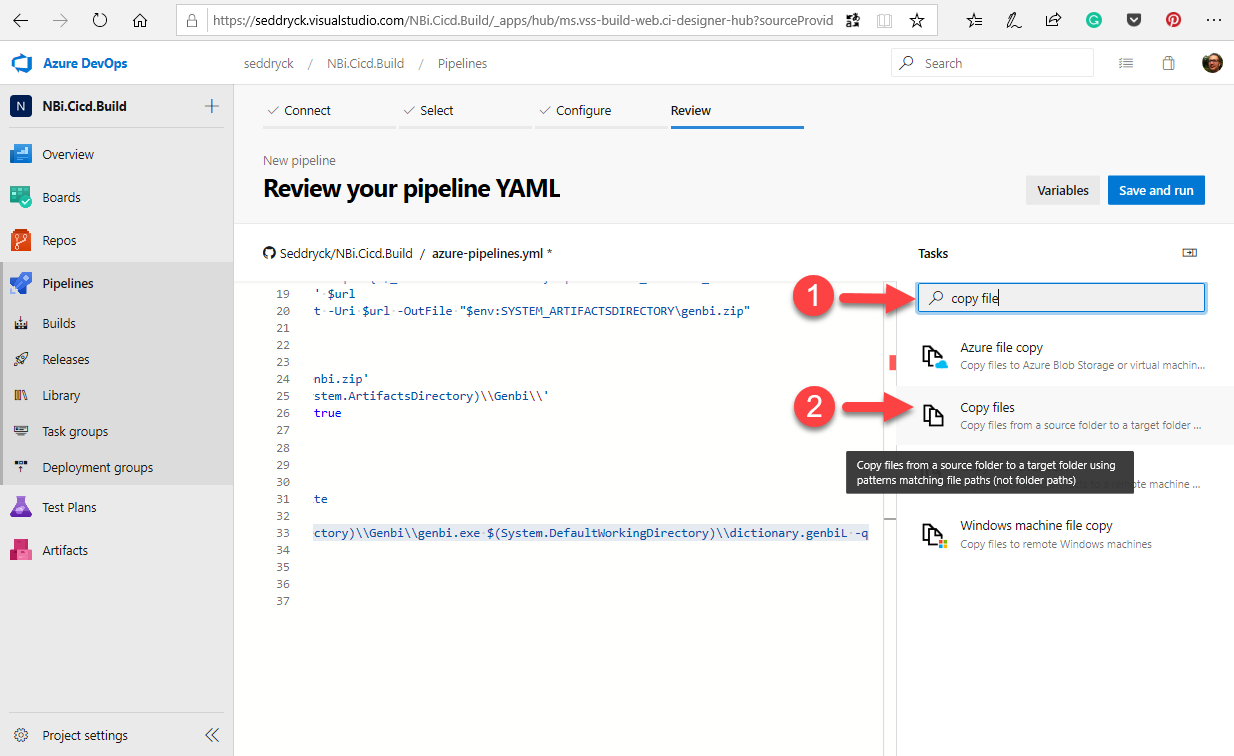 https://seddryck.visualstudio.com/NBi.Cicd.Build/_apps/hub/ms.vss-build-web.ci-designer-hub?sourceProvid
Azure DevOps
seddryck / NBi.Cicd.Build / Pipelines
Search
N NBi.Cicd.Build
Overview
Boards
Repos
Pipelines
Builds
Releases
Library
Task groups
Deployment groups
Test Plans
Artifacts
Project settings
Connect
Select
Configure
Review
New pipeline
Review your pipeline YAML
Variables
Save and run
Seddryck/NBi.Cicd.Build / azure-pipelines.yml *
19 ' $url
20 t -Uri $url -OutFile "$env:SYSTEM_ARTIFACTSDIRECTORY\genbi.zip"
21
22
23
24 nbi.zip'
25 stem.ArtifactsDirectory)\\Genbi\\'
26 true
27
28
29
30
31 te
32
33 ctory)\\Genbi\\genbi.exe $(System.DefaultWorkingDirectory)\\dictionary.genbiL -q
34
35
36
37
Tasks
1
copy file
Azure file copy
Copy files to Azure Blob Storage or virtual machin...
2
Copy files
Copy files from a source folder to a target folder ...
Copy files from a source folder to a target folder using
patterns matching file paths (not folder paths)
machine ...
Windows machine file copy
Copy files to remote Windows machines